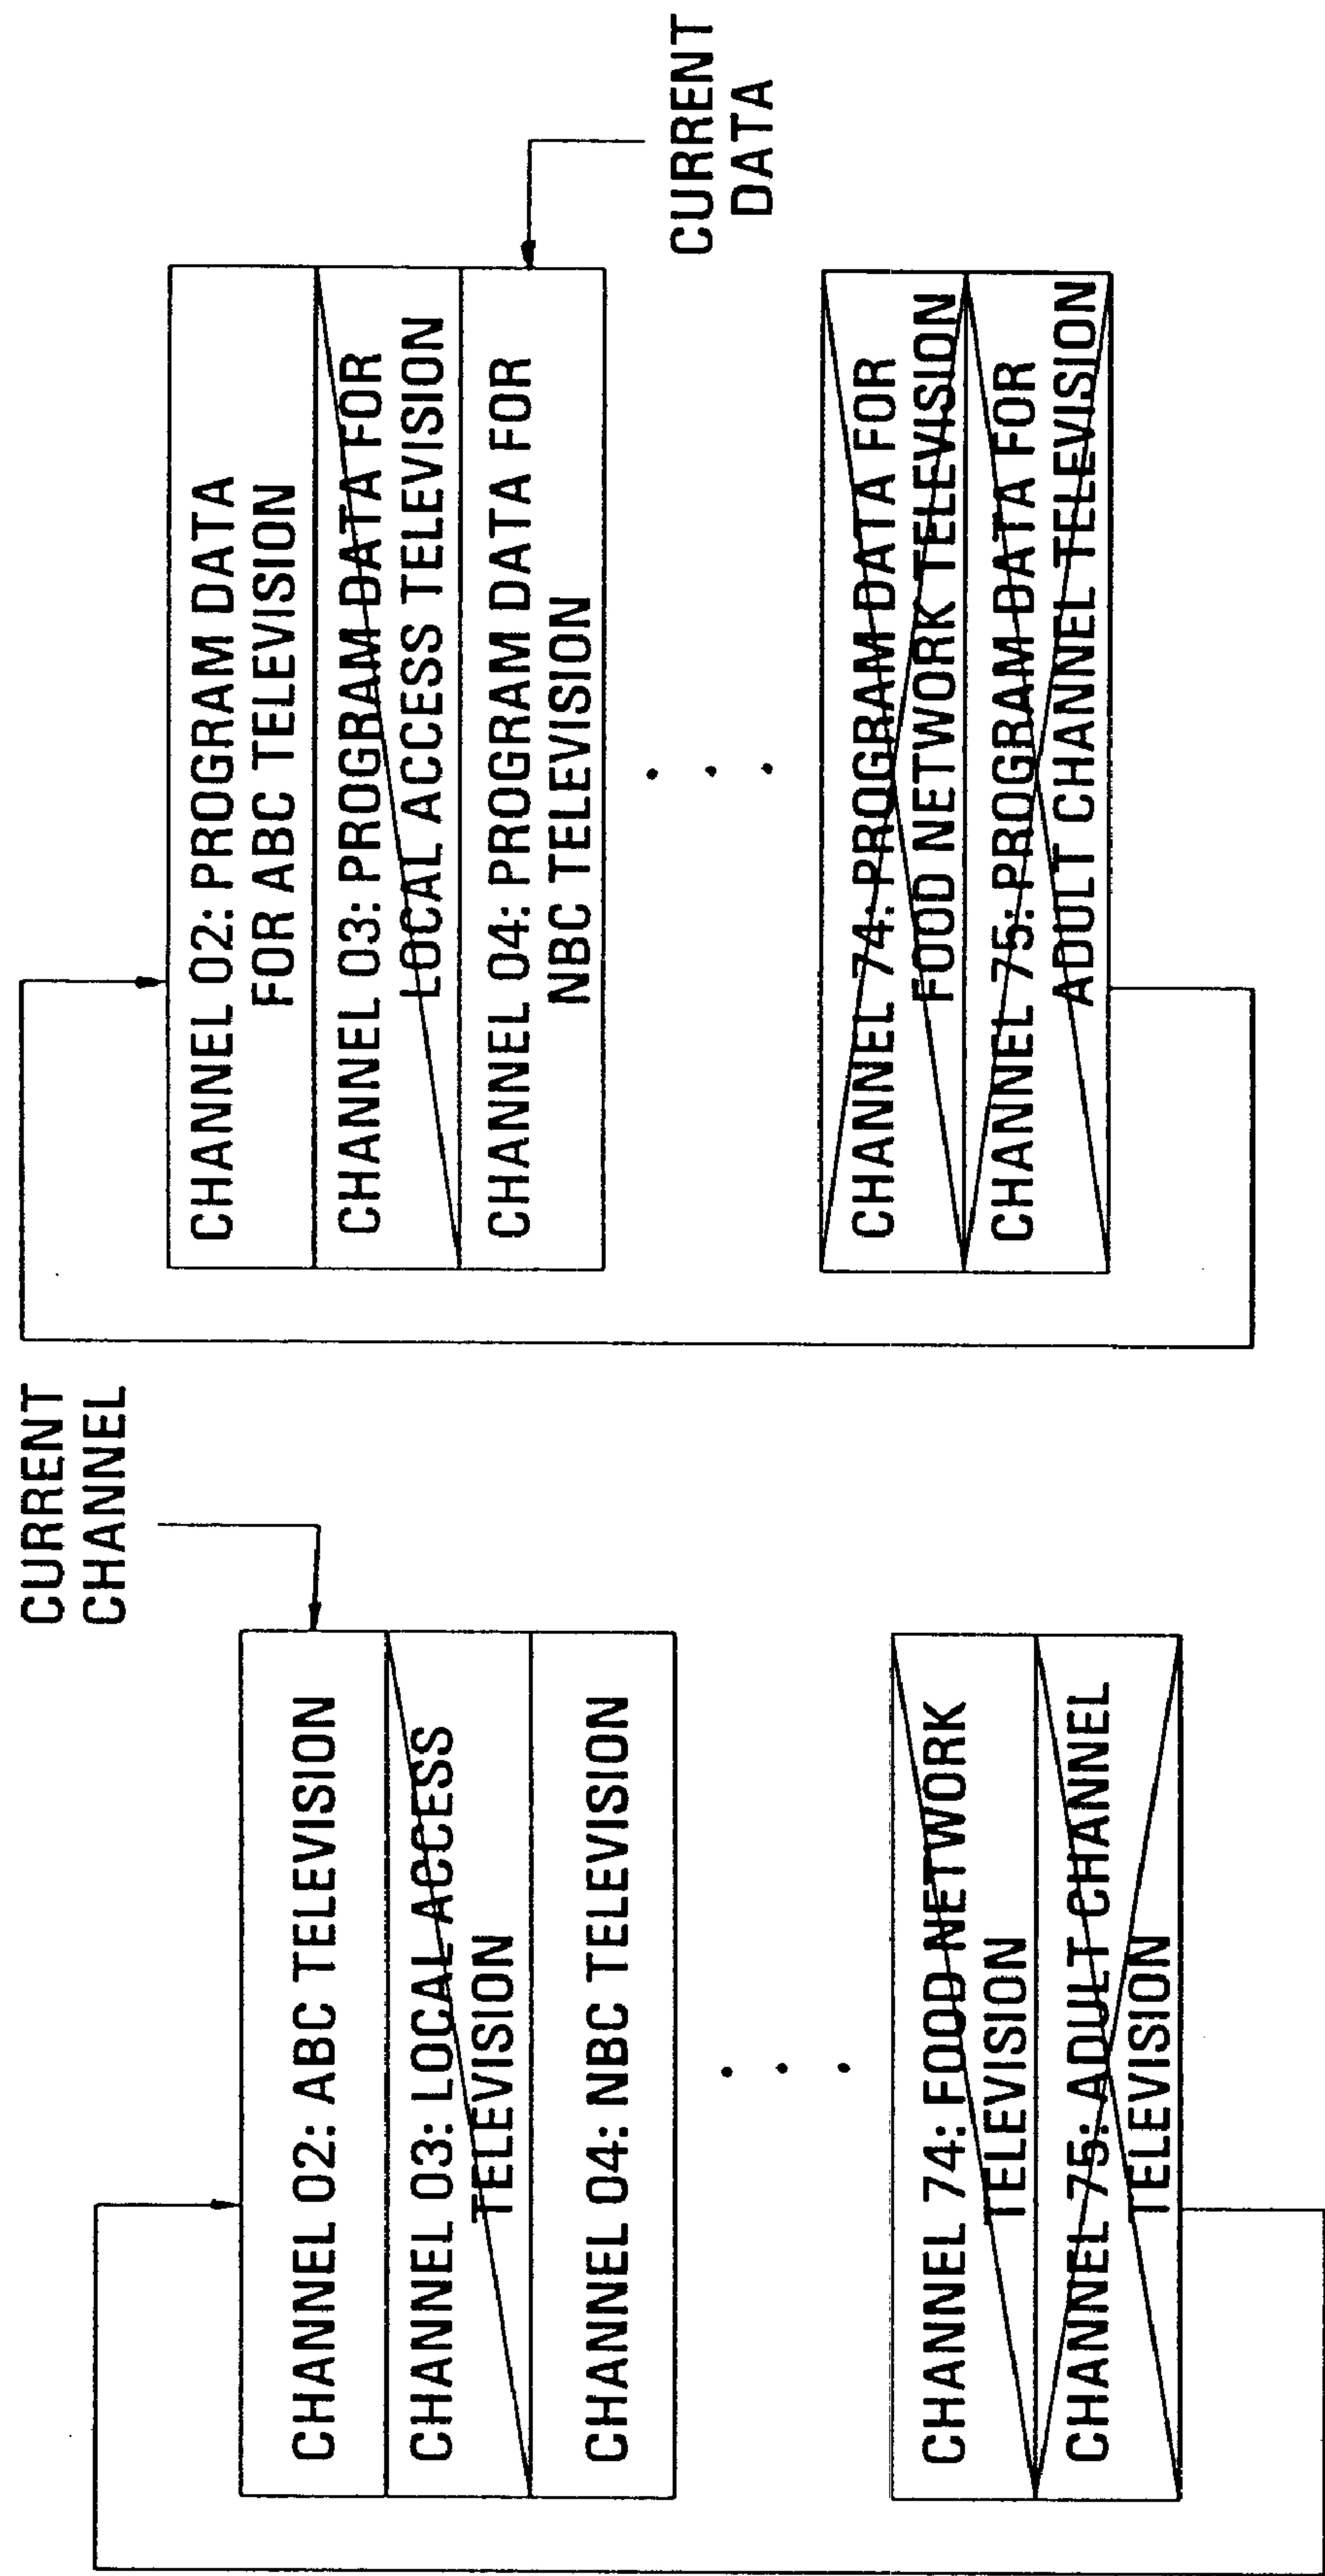 CURRENT
CHANNEL
CHANNEL 02: ABC TELEVISION
CHANNEL 03: LOCAL ACCESS
TELEVISION
CHANNEL 04: NBC TELEVISION
CHANNEL 74: FOOD NETWORK
TELEVISION
CHANNEL 75: ADULT CHANNEL
TELEVISION
CHANNEL 02: PROGRAM DATA
FOR ABC TELEVISION
CHANNEL 03: PROGRAM DATA FOR
LOCAL ACCESS TELEVISION
CHANNEL 04: PROGRAM DATA FOR
NBC TELEVISION
CURRENT
DATA
CHANNEL 74: PROGRAM DATA FOR
FOOD NETWORK TELEVISION
CHANNEL 75: PROGRAM DATA FOR
ADULT CHANNEL TELEVISION